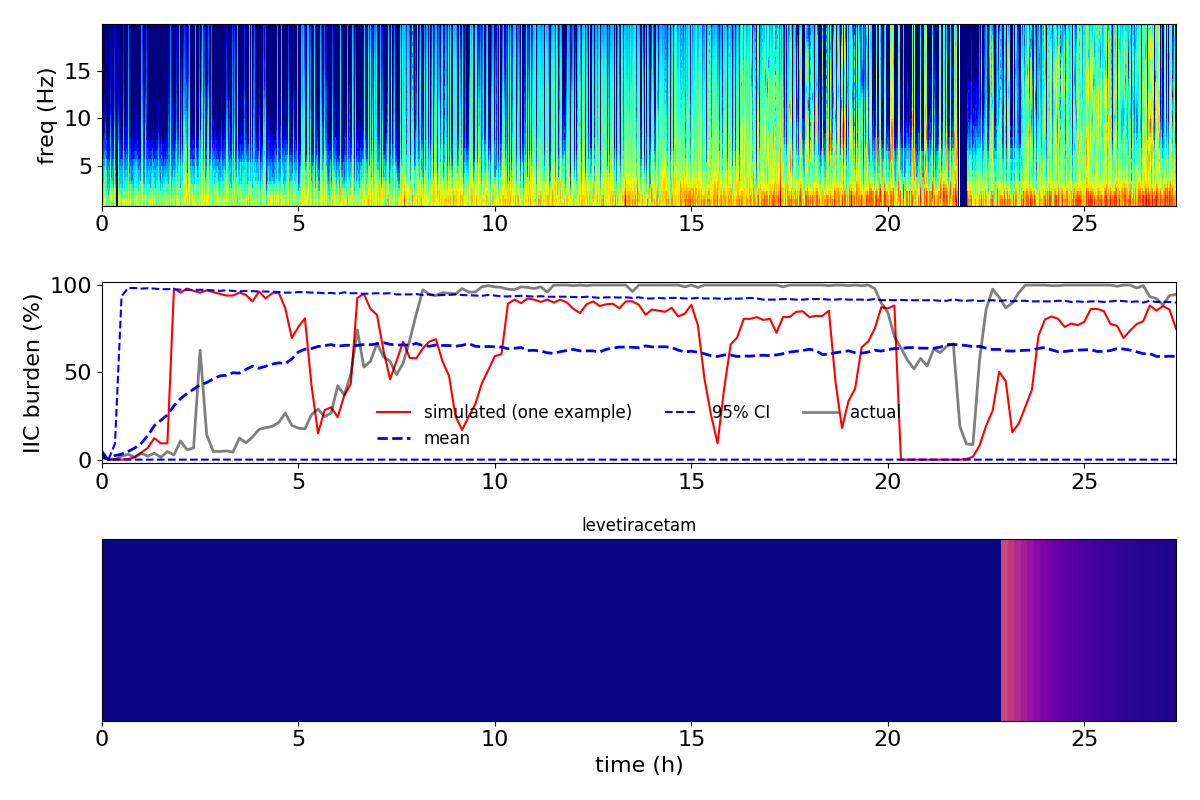 freq (Hz)
15
10
5
0 5 10 15 20 25
IIC burden (%)
100
50
0
simulated (one example) 95% CI actual
mean
0 5 10 15 20 25
levetiracetam
0 5 10 15 20 25
time (h)